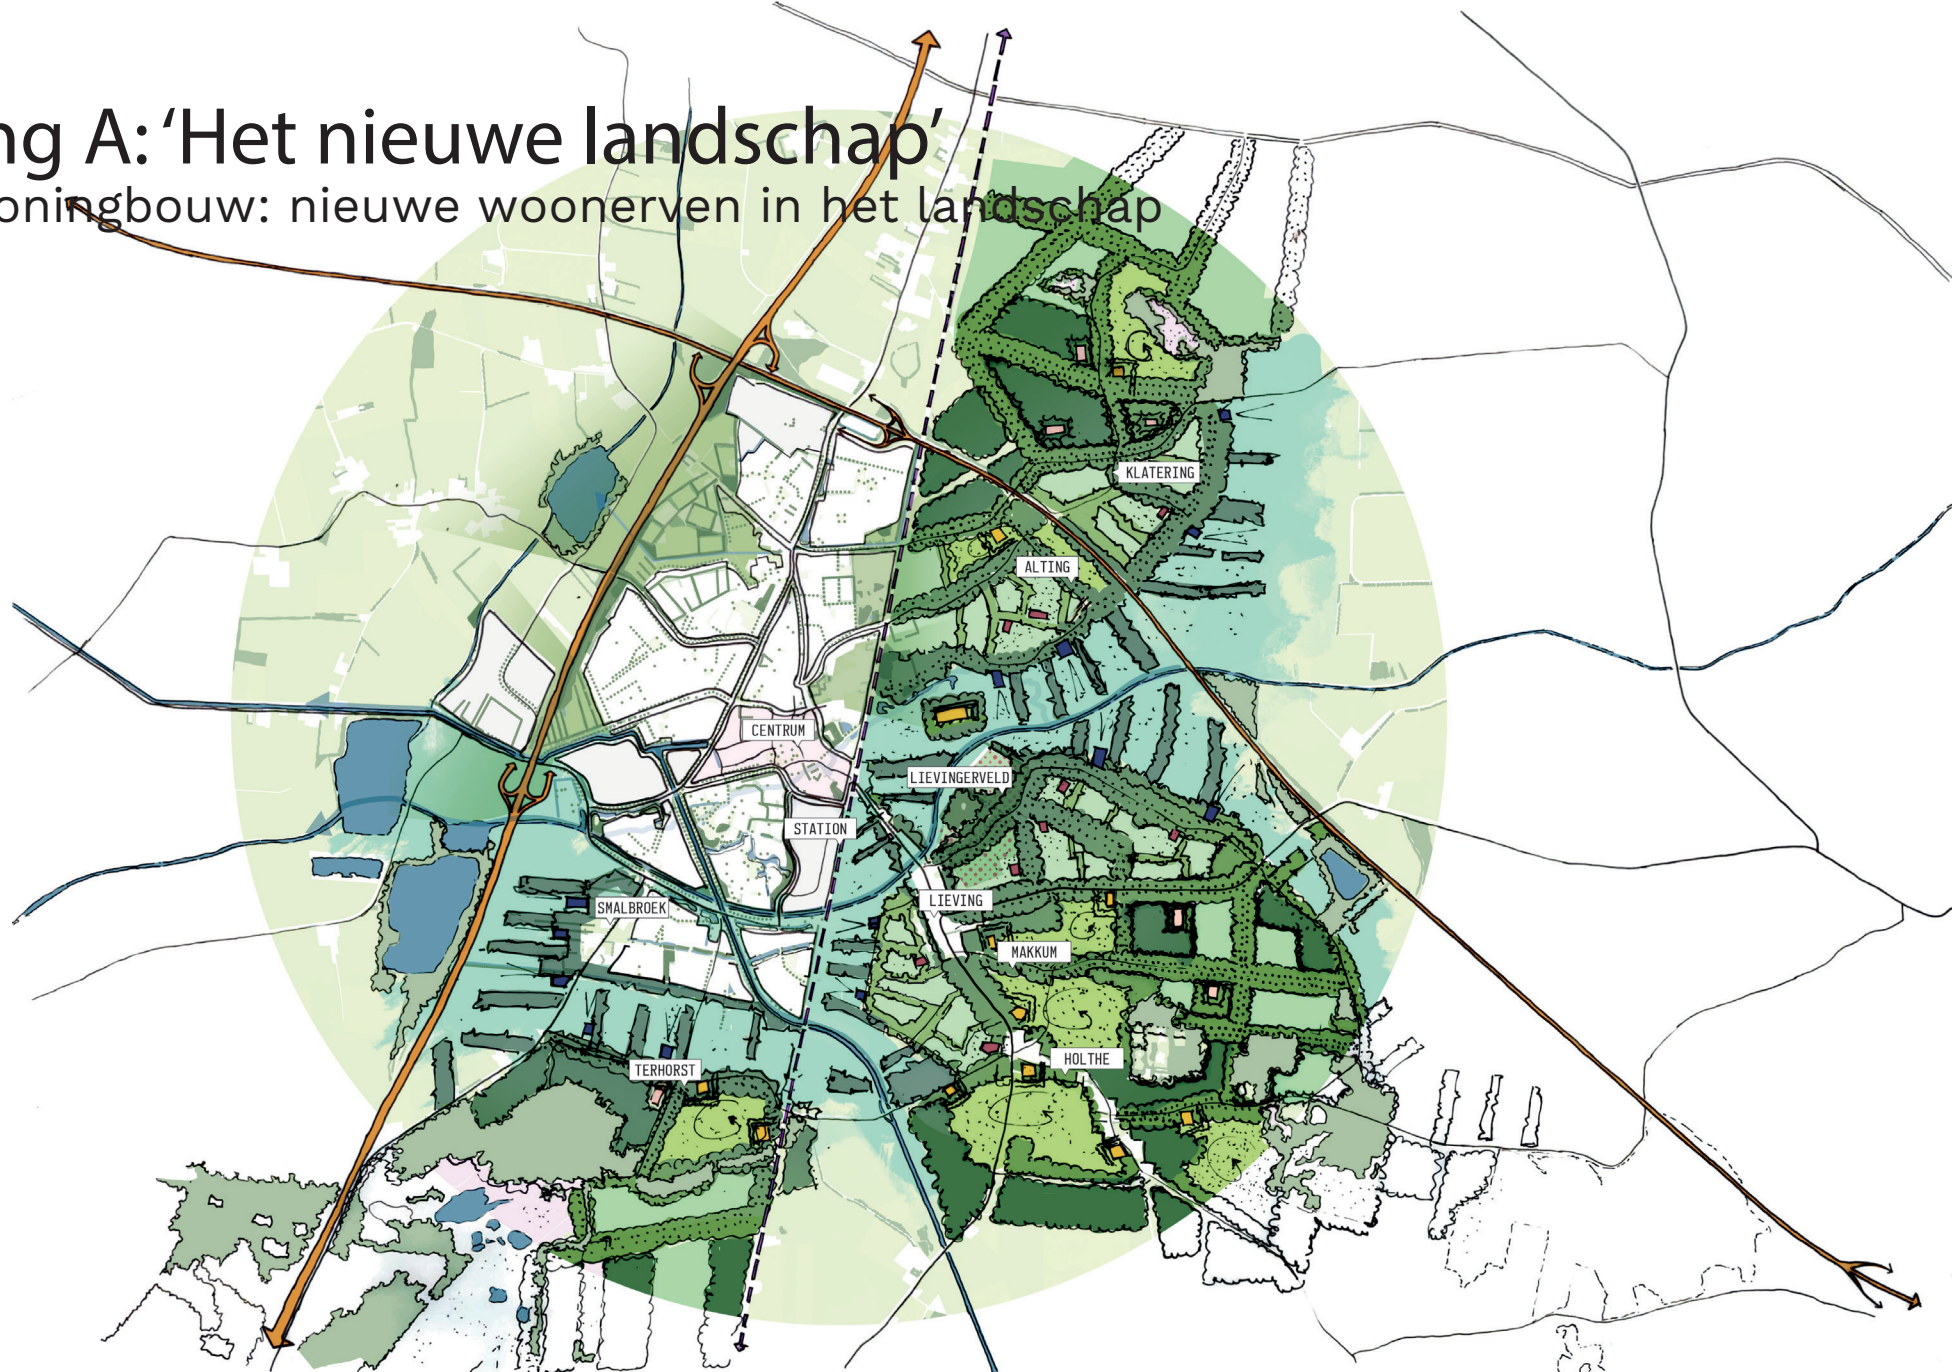 ng A: ‘Het nieuwe landschap’
oningbouw: nieuwe woonerven in het landschap
KLATERING
ALTING
CENTRUM
LIEVINGERVELD
STATION
LIEVING
SMALBROEK
MAKKUM
HOLTHE
TERHORST